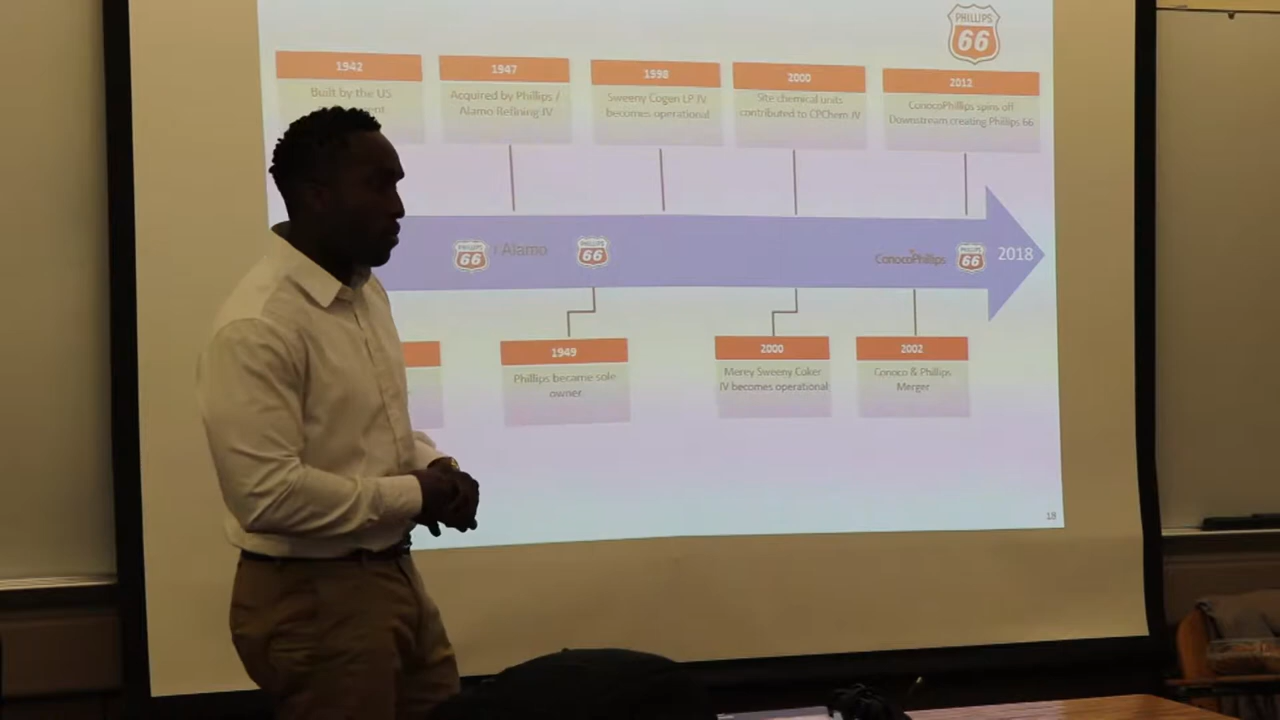 PHILLIPS
66
1942
Built by the US
1947
Acquired by Phillips /
Alamo Refining JV
1998
Sweeny Cogen LP JV
becomes operational
2000
Site chemical units
contributed to CPChem JV
2012
ConocoPhillips spins off
Downstream creating Phillips 66
PHILLIPS
66
/ Alamo
PHILLIPS
66
ConocoPhillips
PHILLIPS
66
2018
1949
Phillips became sole
owner
2000
Merey Sweeny Coker
JV becomes operational
2002
Conoco & Phillips
Merger
18